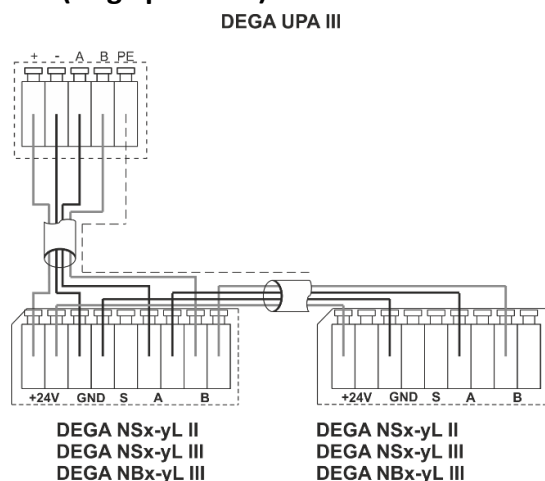 DEGA UPA III
+ - A B PE
+24V GND S A B
+24V GND S A B
DEGA NSx-yL II
DEGA NSx-yL III
DEGA NBx-yL III
DEGA NSx-yL II
DEGA NSx-yL III
DEGA NBx-yL III